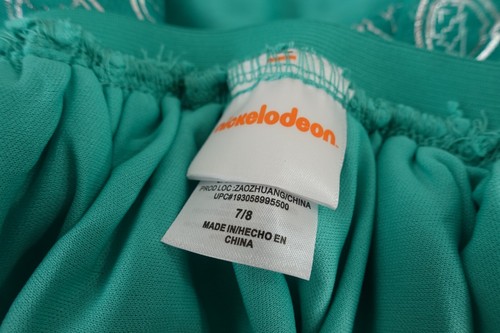 nickelodeon
PROD LOC:ZAOZHUANG/CHINA
UPC#193058995500
7/8
MADE IN/HECHO EN
CHINA